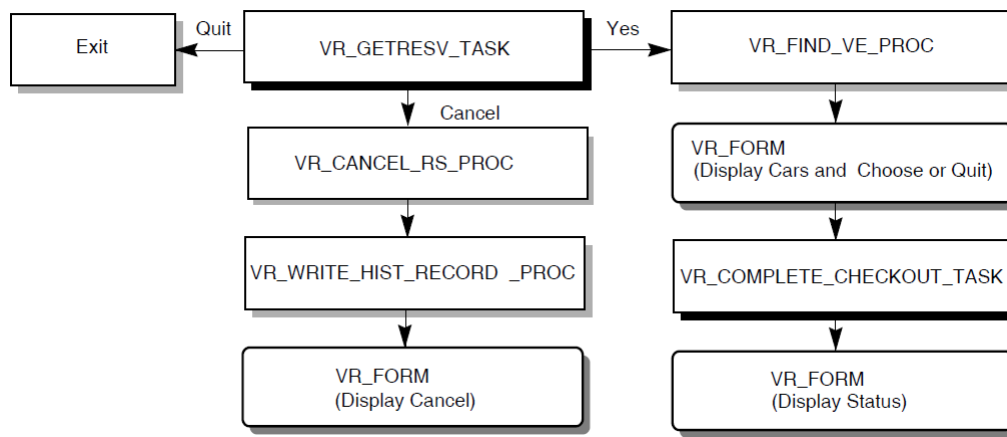 Exit
Quit
VR_GETRESV_TASK
Yes
VR_FIND_VE_PROC
Cancel
VR_CANCEL_RS_PROC
VR_FORM
(Display Cars and Choose or Quit)
VR_WRITE_HIST_RECORD _PROC
VR_COMPLETE_CHECKOUT_TASK
VR_FORM
(Display Cancel)
VR_FORM
(Display Status)